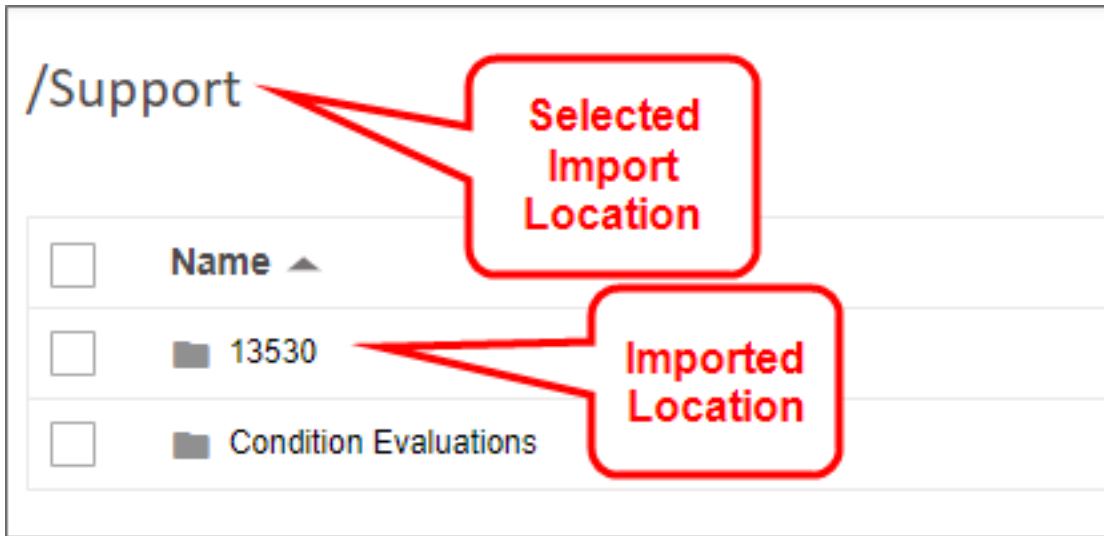 /Support
Selected
Import
Location
Name
13530
Imported
Location
Condition Evaluations